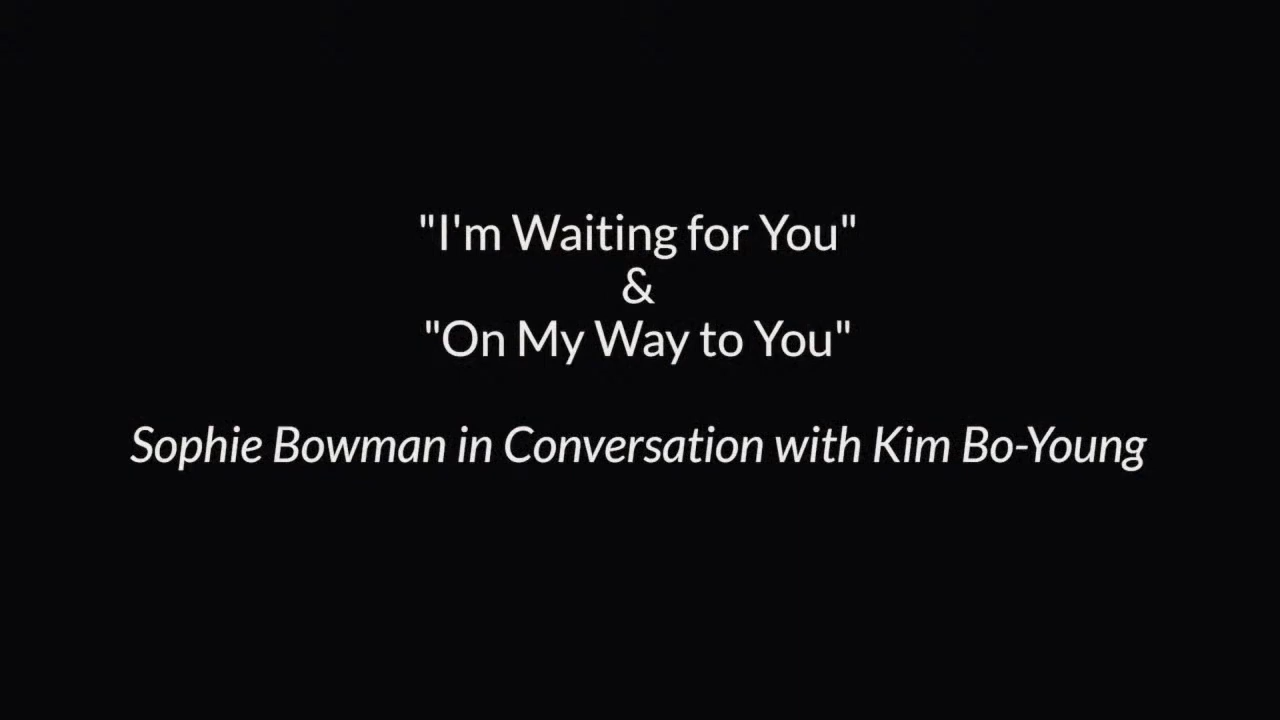 "I'm Waiting for You"
&
"On My Way to You"
Sophie Bowman in Conversation with Kim Bo-Young